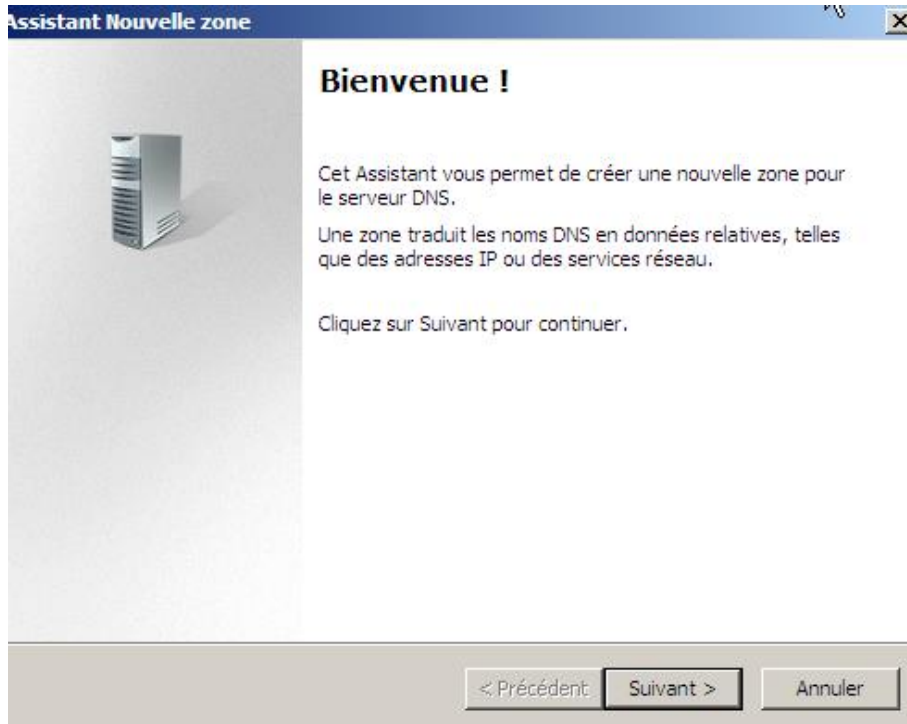 Assistant Nouvelle zone
Bienvenue !
Cet Assistant vous permet de créer une nouvelle zone pour
le serveur DNS.
Une zone traduit les noms DNS en données relatives, telles
que des adresses IP ou des services réseau.
Cliquez sur Suivant pour continuer.
< Précédent
Suivant >
Annuler